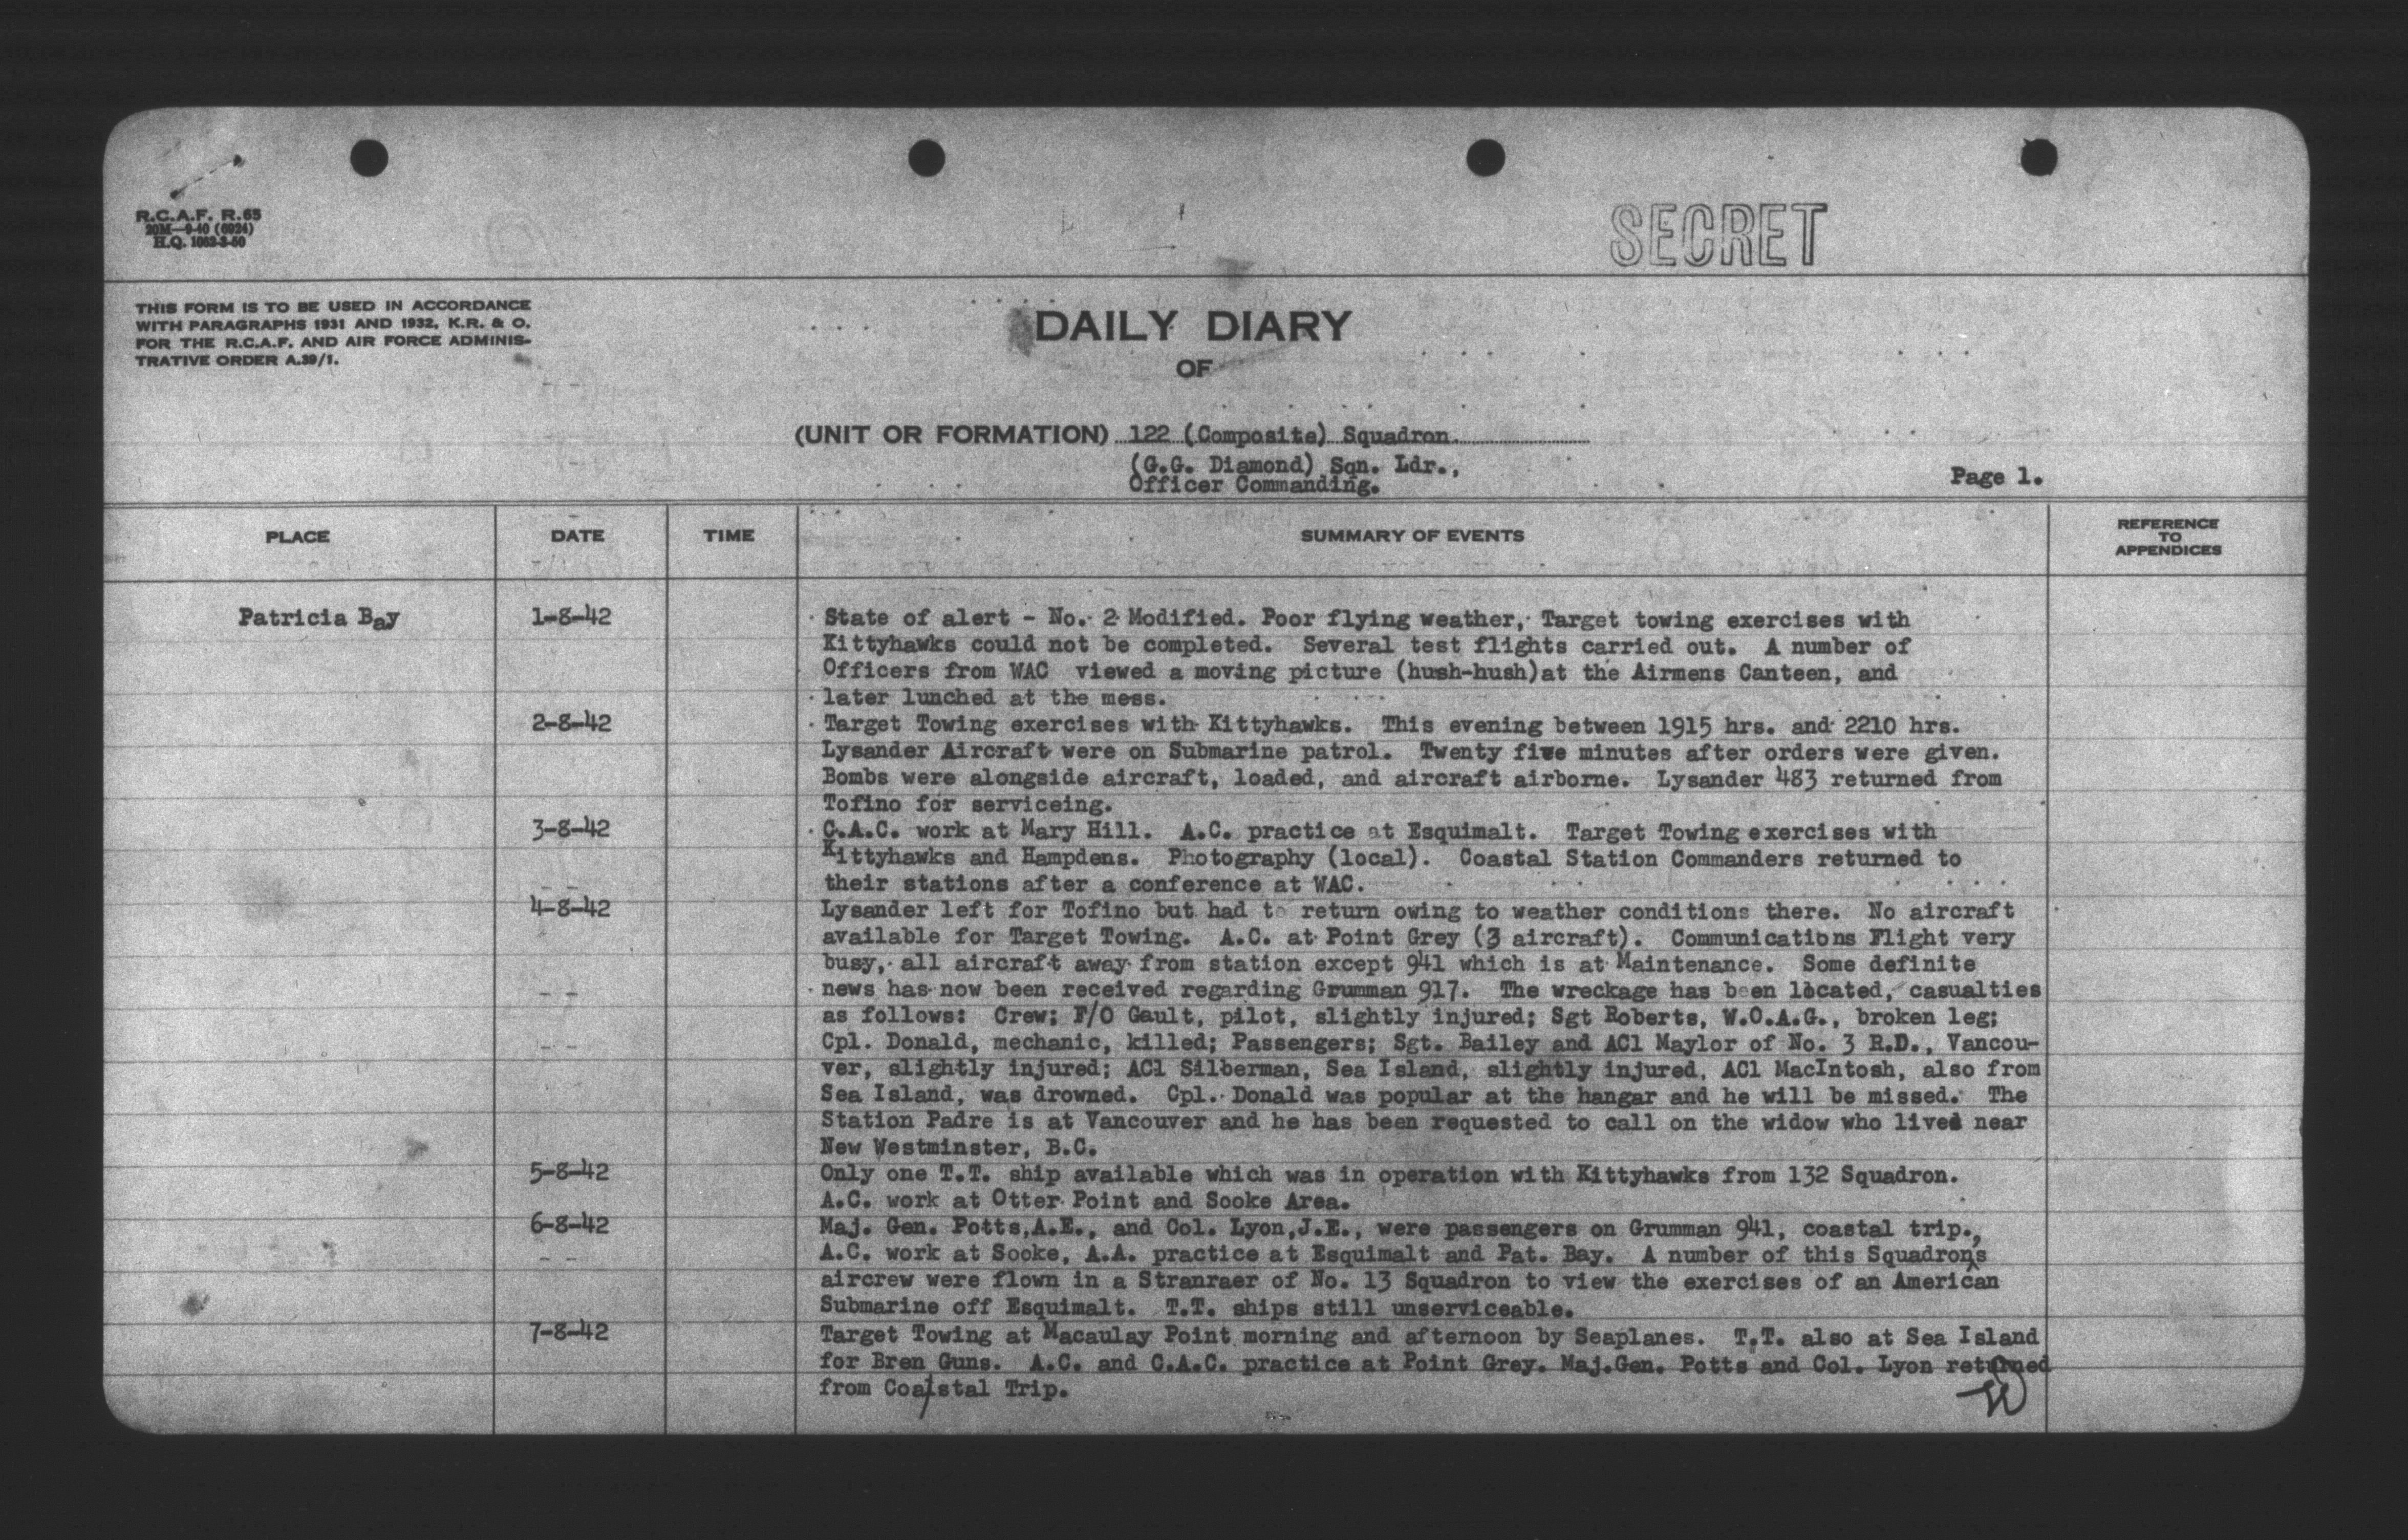 R.C.A.F. R.65
20M—9-40 (6924)
H.Q. 1062-3-50
SECRET
THIS FORM IS TO BE USED IN ACCORDANCE
WITH PARAGRAPHS 1931 AND 1932, K.R. & O.
FOR THE R.C.A.F. AND AIR FORCE ADMINIS-
TRATIVE ORDER A.39/1.
DAILY DIARY
OF
(UNIT OR FORMATION) 122 (Composite) Squadron
(G.G. Diamond) Sqn. Ldr.,
Officer Commanding.
Page 1.
PLACE DATE TIME SUMMARY OF EVENTS REFERENCE TO APPENDICES
Patricia Bay 1-8-42 State of alert - No. 2 Modified. Poor flying weather, Target towing exercises with
Kittyhawks could not be completed. Several test flights carried out. A number of
Officers from WAC viewed a moving picture (hush-hush)at the Airmens Canteen, and
later lunched at the mess.
2-8-42 Target Towing exercises with Kittyhawks. This evening between 1915 hrs. and 2210 hrs.
Lysander Aircraft were on Submarine patrol. Twenty five minutes after orders were given.
Bombs were alongside aircraft, loaded, and aircraft airborne. Lysander 483 returned from
Tofino for serviceing.
3-8-42 C.A.C. work at Mary Hill. A.C. practice at Esquimalt. Target Towing exercises with
Kittyhawks and Hampdens. Photography (local). Coastal Station Commanders returned to
their stations after a conference at WAC.
4-8-42 Lysander left for Tofino but had to return owing to weather conditions there. No aircraft
available for Target Towing. A.C. at Point Grey (3 aircraft). Communications Flight very
busy, all aircraft away from station except 941 which is at Maintenance. Some definite
news has now been received regarding Grumman 917. The wreckage has been located, casualties
as follows: Crew; F/O Gault, pilot, slightly injured; Sgt Roberts, W.O.A.G., broken leg;
Cpl. Donald, mechanic, killed; Passengers; Sgt. Bailey and AC1 Maylor of No. 3 R.D., Vancou-
ver, slightly injured; AC1 Silberman, Sea Island, slightly injured, AC1 MacIntosh, also from
Sea Island, was drowned. Cpl. Donald was popular at the hangar and he will be missed. The
Station Padre is at Vancouver and he has been requested to call on the widow who lived near
New Westminster, B.C.
5-8-42 Only one T.T. ship available which was in operation with Kittyhawks from 132 Squadron.
A.C. work at Otter Point and Sooke Area.
6-8-42 Maj. Gen. Potts,A.E., and Col. Lyon,J.E., were passengers on Grumman 941, coastal trip.,
A.C. work at Sooke, A.A. practice at Esquimalt and Pat. Bay. A number of this Squadron's
aircrew were flown in a Stranraer of No. 13 Squadron to view the exercises of an American
Submarine off Esquimalt. T.T. ships still unserviceable.
7-8-42 Target Towing at Macaulay Point morning and afternoon by Seaplanes. T.T. also at Sea Island
for Bren Guns. A.C. and C.A.C. practice at Point Grey. Maj.Gen. Potts and Col. Lyon returned
from Coastal Trip.